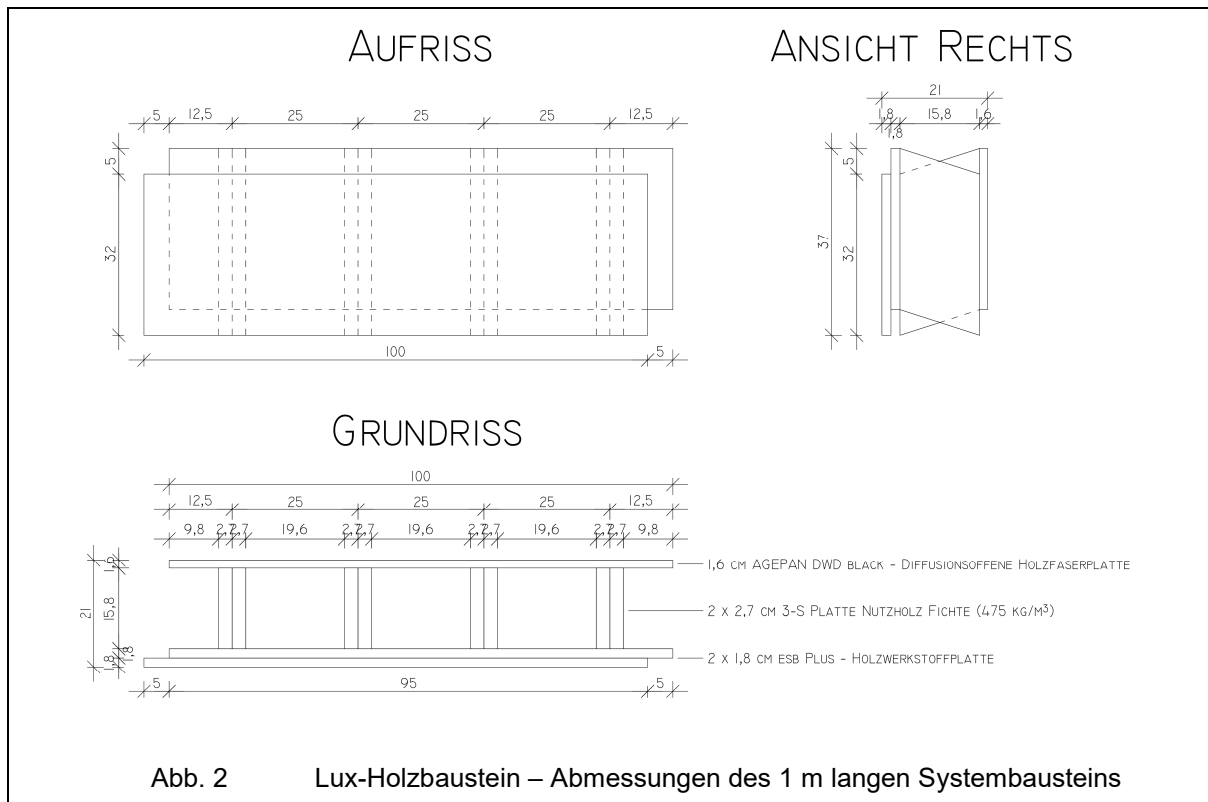 AUFRISS
ANSICHT RECHTS
5 12,5 25 25 25 12,5
5
32
100 5
21
1,8 15,8 1,6
1,8
37
5
32
GRUNDRISS
100
12,5 25 25 25 12,5
9,8 2,7 2,7 19,6 2,7 2,7 19,6 2,7 2,7 19,6 2,7 2,7 9,8
21
1,6
15,8
1,8
1,8
1,6 CM AGEPAN DWD BLACK - DIFFUSIONSOFFENE HOLZFASERPLATTE
2 X 2,7 CM 3-S PLATTE NUTZHOLZ FICHTE (475 KG/M³)
2 X 1,8 CM ESB PLUS - HOLZWERKSTOFFPLATTE
5 95 5
Abb. 2 Lux-Holzbaustein – Abmessungen des 1 m langen Systembausteins